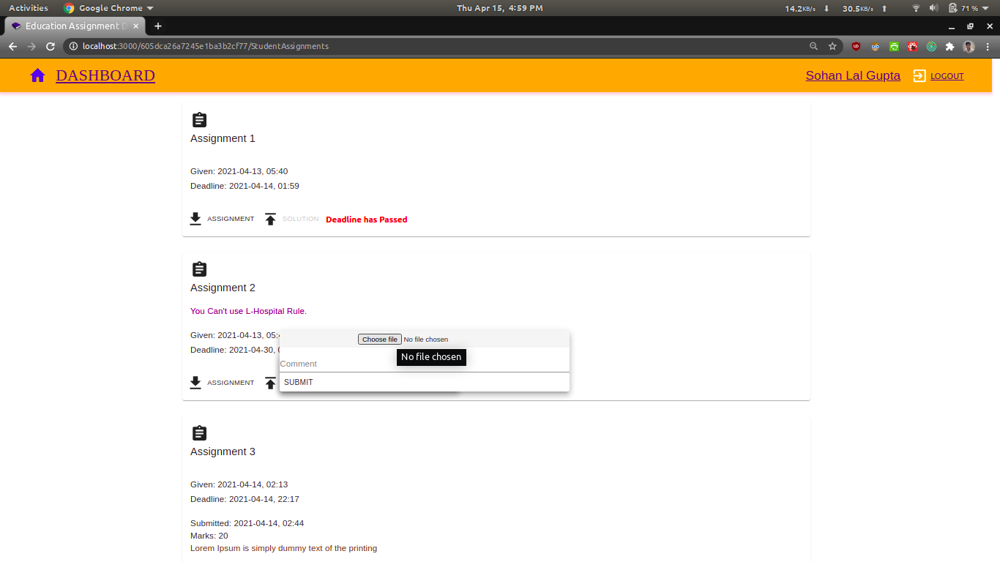 Activities Google Chrome Thu Apr 15, 4:59 PM 14.2KB/s 30.5KB/s 71 %
Education Assignment
localhost:3000/605dca26a7245e1ba3b2cf77/StudentAssignments
DASHBOARD Sohan Lal Gupta LOGOUT
Assignment 1
Given: 2021-04-13, 05:40
Deadline: 2021-04-14, 01:59
ASSIGNMENT SOLUTION Deadline has Passed
Assignment 2
You Can't use L-Hospital Rule.
Given: 2021-04-13, 05:
Deadline: 2021-04-30,
Choose file No file chosen
No file chosen
Comment
SUBMIT
ASSIGNMENT
Assignment 3
Given: 2021-04-14, 02:13
Deadline: 2021-04-14, 22:17
Submitted: 2021-04-14, 02:44
Marks: 20
Lorem Ipsum is simply dummy text of the printing